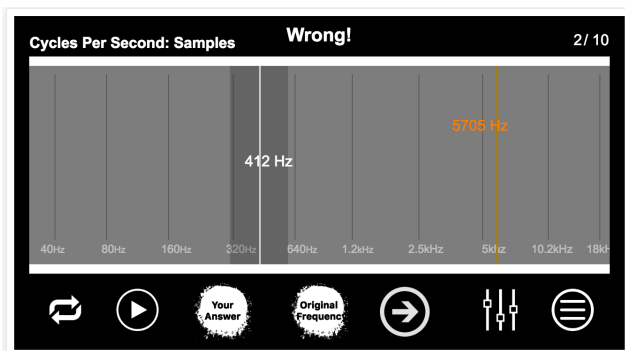 Cycles Per Second: Samples
Wrong!
2/ 10
5705 Hz
412 Hz
40Hz 80Hz 160Hz 320Hz 640Hz 1.2kHz 2.5kHz 5kHz 10.2kHz 18kH
Your
Answer
Original
Frequenc